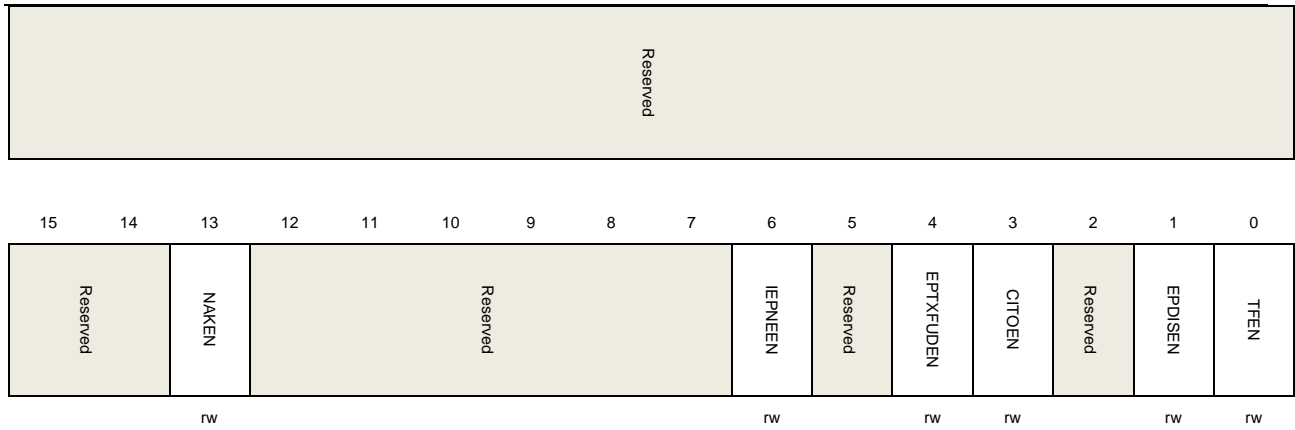 Reserved
15 14 13 12 11 10 9 8 7 6 5 4 3 2 1 0
Reserved NAKEN Reserved IEPNEEN Reserved EPTXFUDEN CITOEN Reserved EPDISEN TFEN
rw rw rw rw rw rw